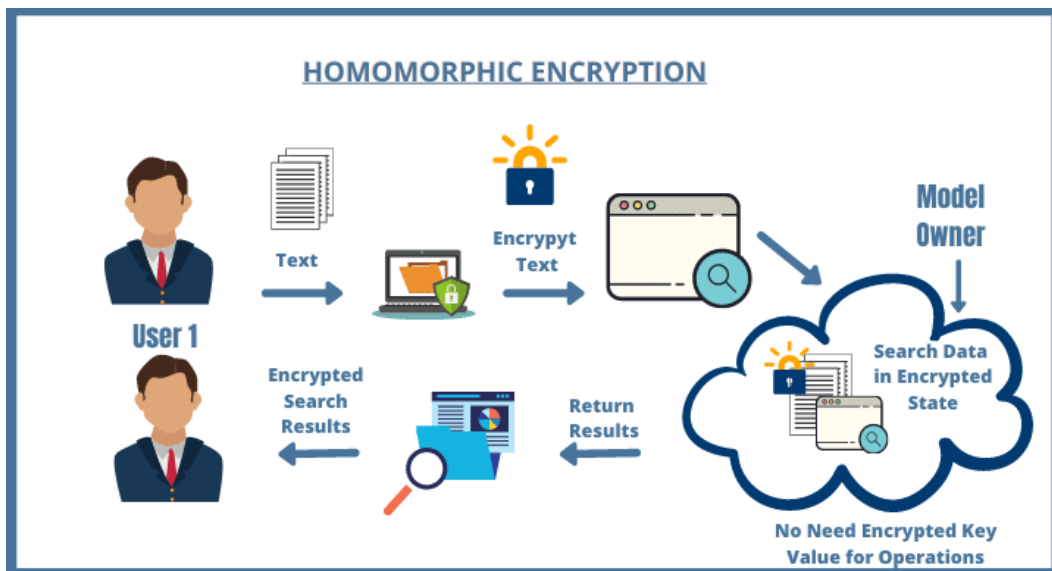 HOMOMORPHIC ENCRYPTION
Text
Encrypyt
Text
Model
Owner
User 1
Search Data
in Encrypted
State
Encrypted
Search
Results
Return
Results
No Need Encrypted Key
Value for Operations